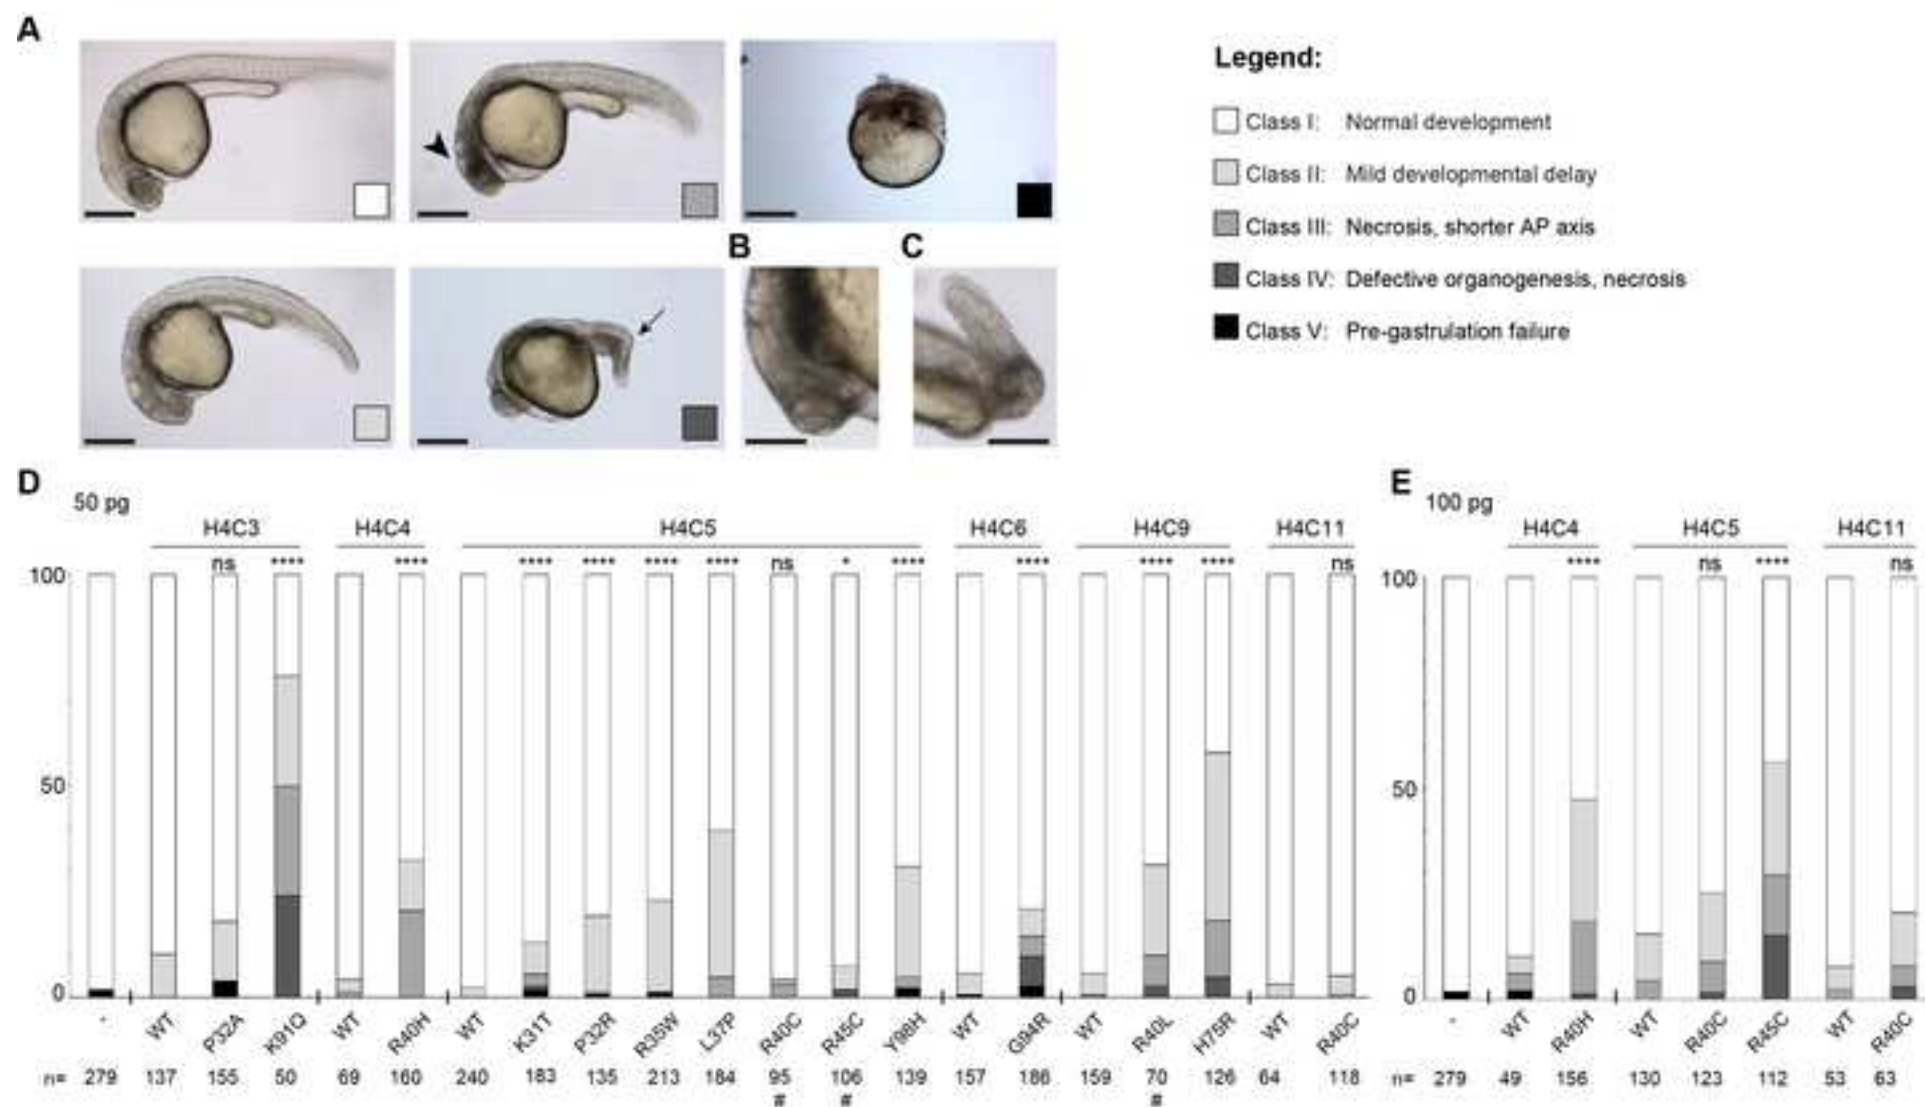 A
Legend:
Class I: Normal development
Class II: Mild developmental delay
Class III: Necrosis, shorter AP axis
Class IV: Defective organogenesis, necrosis
Class V: Pre-gastrulation failure
B C
D
50 pg
H4C3 H4C4 H4C5 H4C6 H4C9 H4C11
ns **** **** **** **** **** **** ns * **** **** **** **** ns
100
50
0
- WT P32A K91Q WT R40H WT K31T P32R R35W L37P R40C R45C Y98H WT G94R WT R40L H75R WT R40C
n= 279 137 155 50 69 160 240 183 135 213 184 95 106 139 157 186 159 70 126 64 118
# # #
E
100 pg
H4C4 H4C5 H4C11
**** ns **** ns
100
50
0
- WT R40H WT R40C R45C WT R40C
n= 279 49 156 130 123 112 53 63